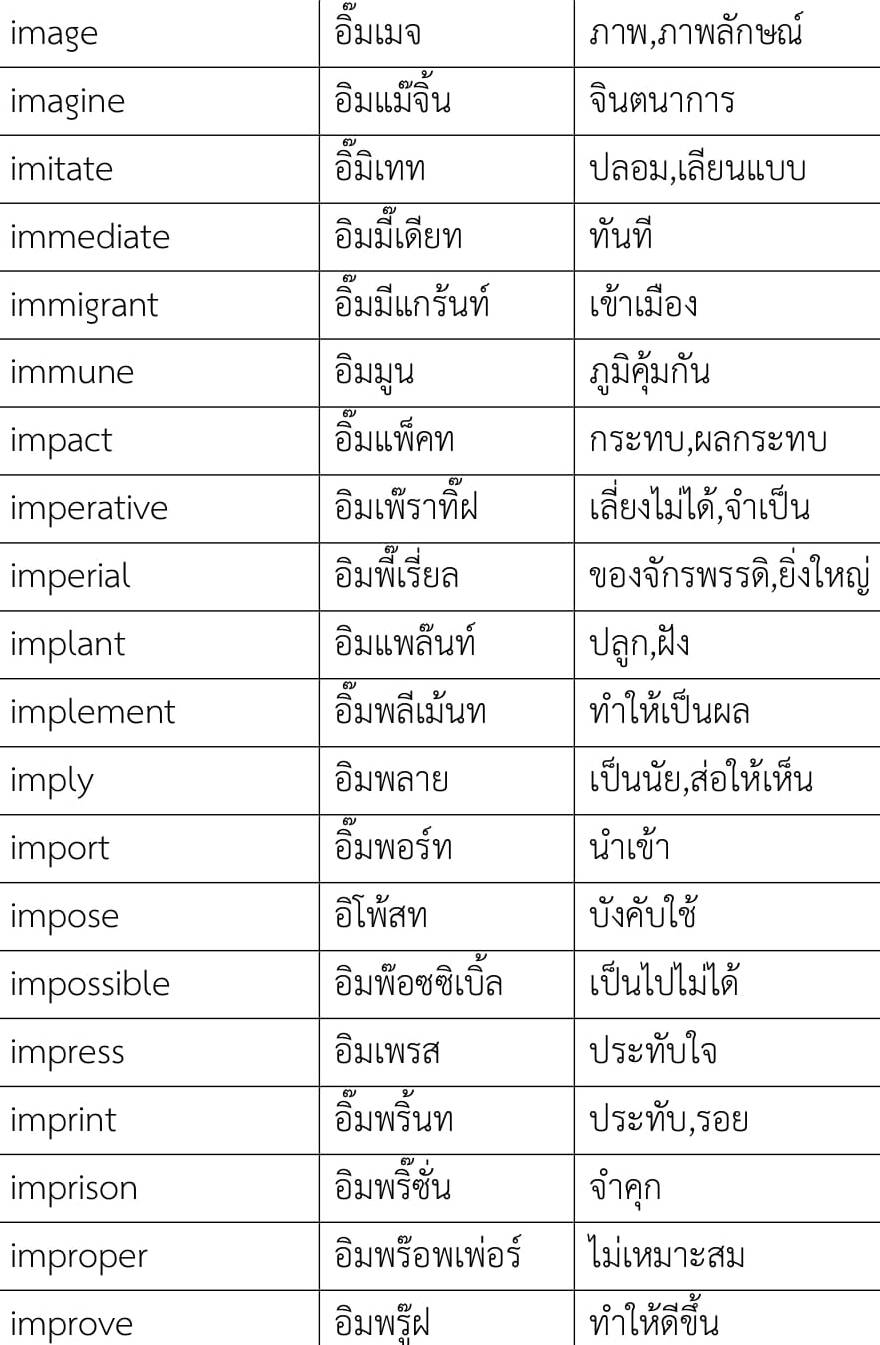 image อิ๊มเมจ ภาพ,ภาพลักษณ์
imagine อิมแม๊จิ้น จินตนาการ
imitate อิ๊มิเทท ปลอม,เลียนแบบ
immediate อิมมี๊เดียท ทันที
immigrant อิ๊มมีแกร้นท์ เข้าเมือง
immune อิมมูน ภูมิคุ้มกัน
impact อิ๊มแพ็คท กระทบ,ผลกระทบ
imperative อิมเพ๊ราทิ๊ฝ เลี่ยงไม่ได้,จำเป็น
imperial อิมพี๊เรี่ยล ของจักรพรรดิ,ยิ่งใหญ่
implant อิมแพล๊นท์ ปลูก,ฝัง
implement อิ๊มพลีเม้นท ทำให้เป็นผล
imply อิมพลาย เป็นนัย,ส่อให้เห็น
import อิ๊มพอร์ท นำเข้า
impose อิโพ้สท บังคับใช้
impossible อิมพ๊อซซิเบิ้ล เป็นไปไม่ได้
impress อิมเพรส ประทับใจ
imprint อิ๊มพริ้นท ประทับ,รอย
imprison อิมพริ๊ซั่น จำคุก
improper อิมพร๊อพเพ่อร์ ไม่เหมาะสม
improve อิมพรู๊ฝ ทำให้ดีขึ้น